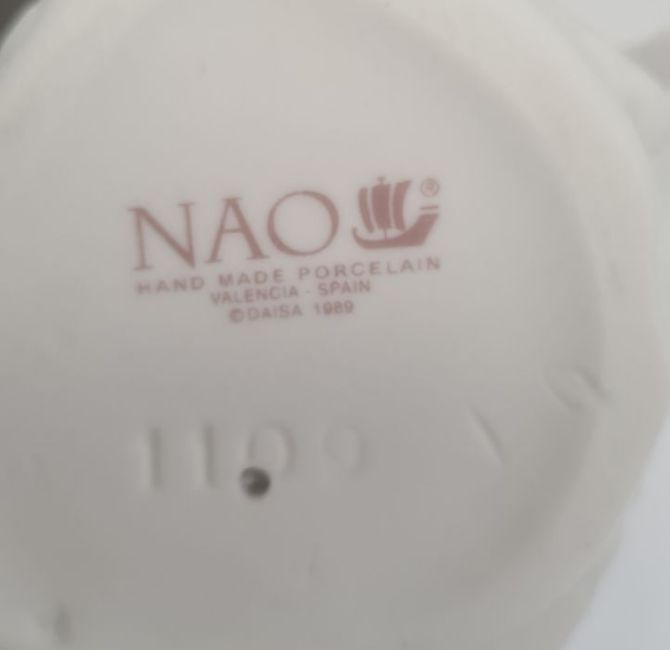 NAO ®
HAND MADE PORCELAIN
VALENCIA - SPAIN
©DAISA 1989